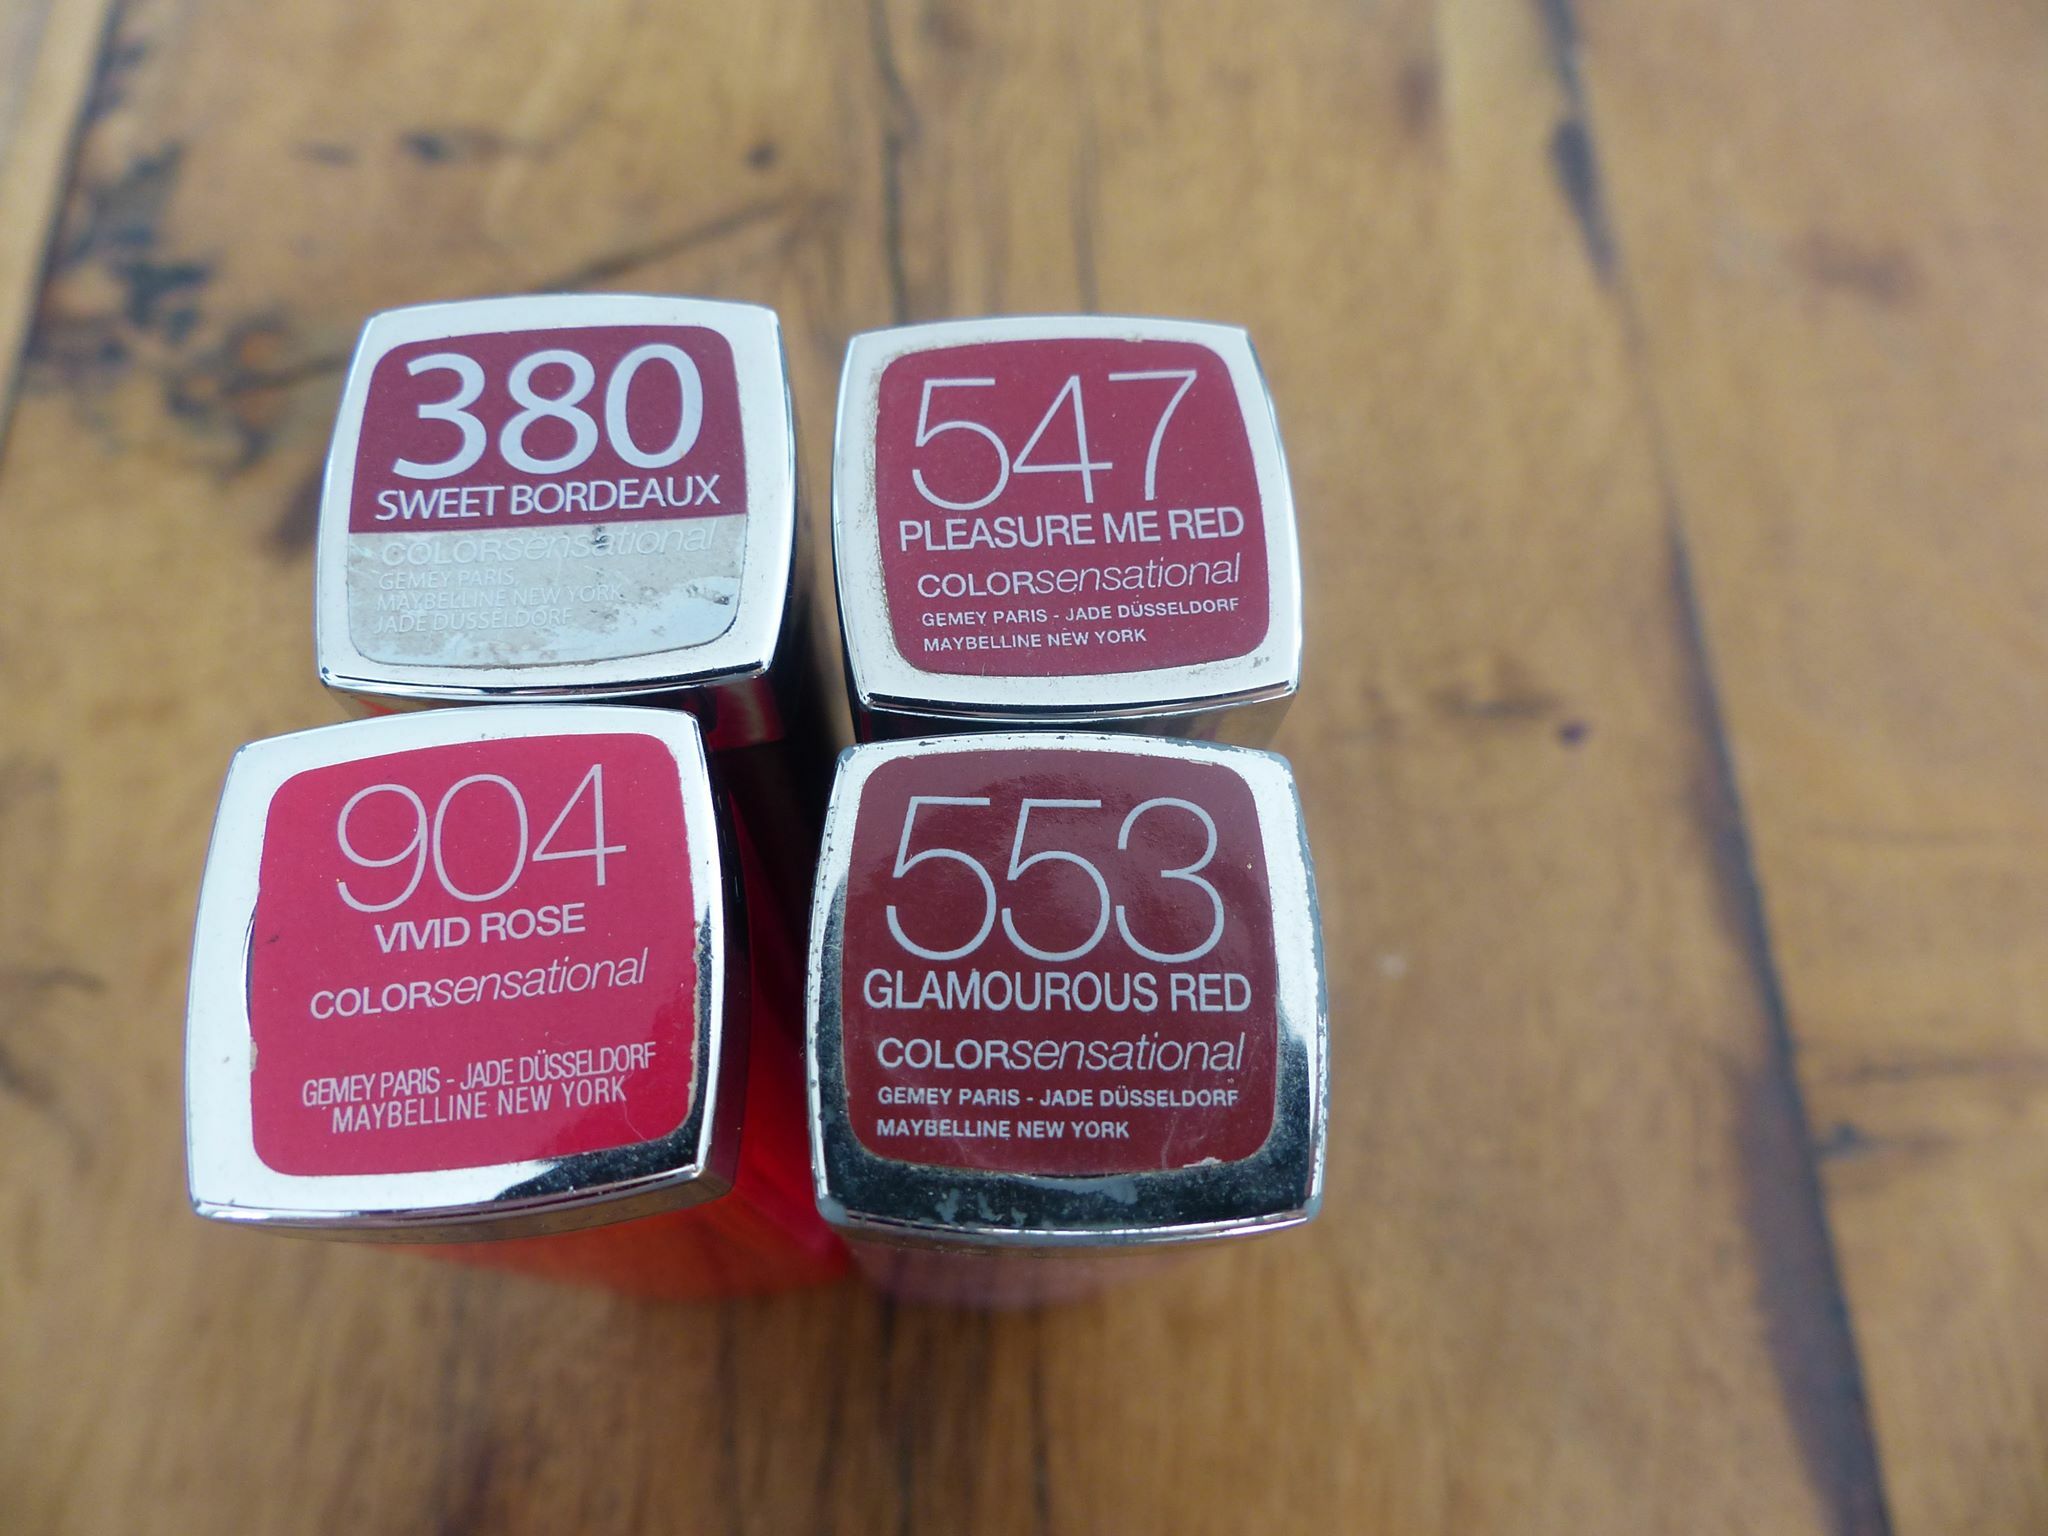 380
SWEET BORDEAUX
COLORsensational
GEMEY PARIS
MAYBELLINE NEW YORK
JADE DÜSSELDORF
547
PLEASURE ME RED
COLORsensational
GEMEY PARIS - JADE DÜSSELDORF
MAYBELLINE NEW YORK
904
VIVID ROSE
COLORsensational
GEMEY PARIS - JADE DÜSSELDORF
MAYBELLINE NEW YORK
553
GLAMOUROUS RED
COLORsensational
GEMEY PARIS - JADE DÜSSELDORF
MAYBELLINE NEW YORK